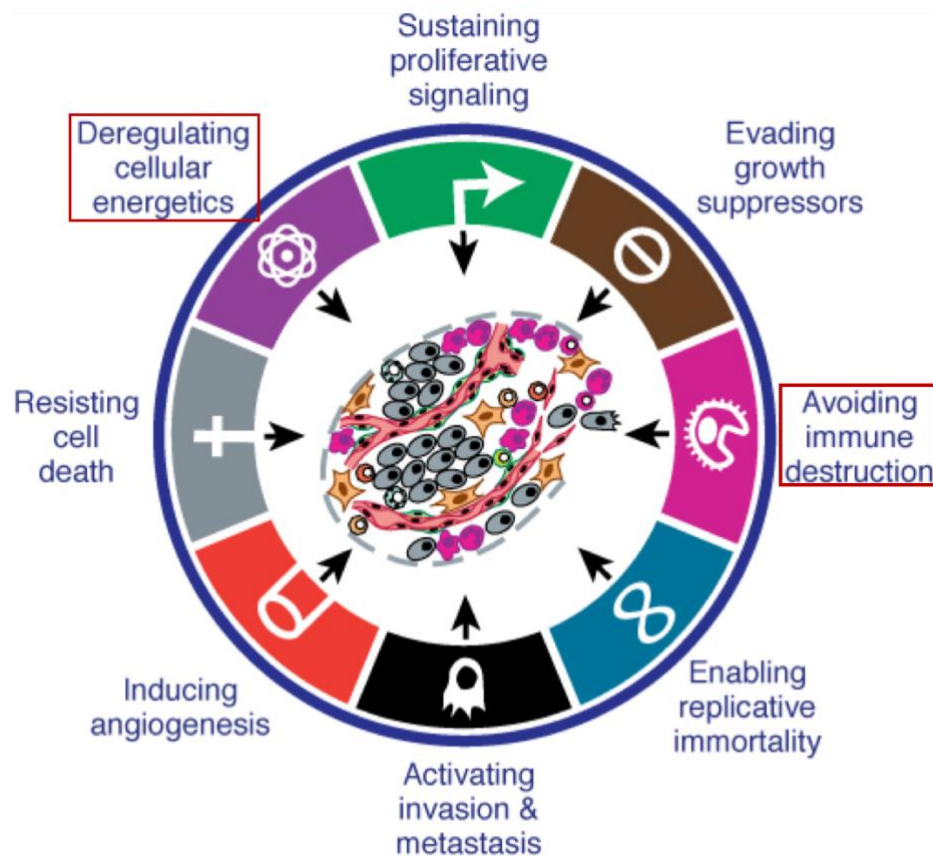 Sustaining
proliferative
signaling
Deregulating
cellular
energetics
Evading
growth
suppressors
Resisting
cell
death
Avoiding
immune
destruction
Inducing
angiogenesis
Enabling
replicative
immortality
Activating
invasion &
metastasis